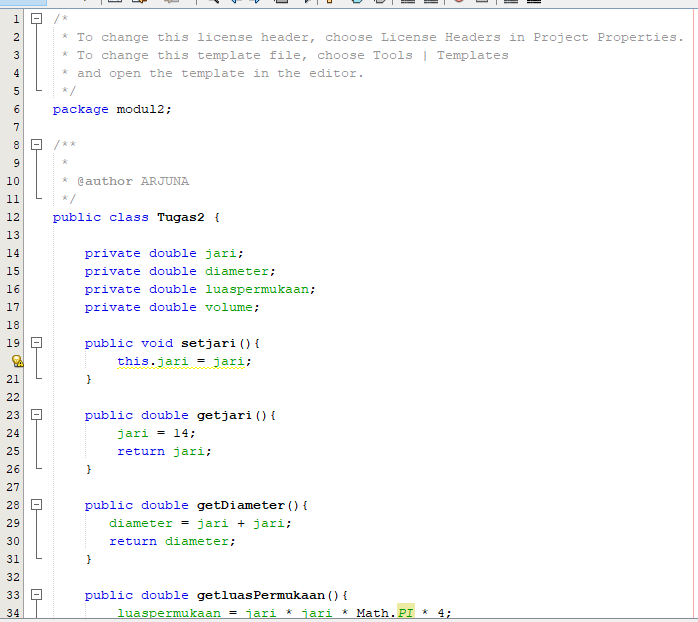 1 /*
2 * To change this license header, choose License Headers in Project Properties.
3 * To change this template file, choose Tools | Templates
4 * and open the template in the editor.
5 */
6 package modul2;
7
8 /**
9 *
10 * @author ARJUNA
11 */
12 public class Tugas2 {
13
14 private double jari;
15 private double diameter;
16 private double luaspermukaan;
17 private double volume;
18
19 public void setjari(){
this.jari = jari;
21 }
22
23 public double getjari(){
24 jari = 14;
25 return jari;
26 }
27
28 public double getDiameter(){
29 diameter = jari + jari;
30 return diameter;
31 }
32
33 public double getluasPermukaan(){
34 luaspermukaan = jari * jari * Math.PI * 4;